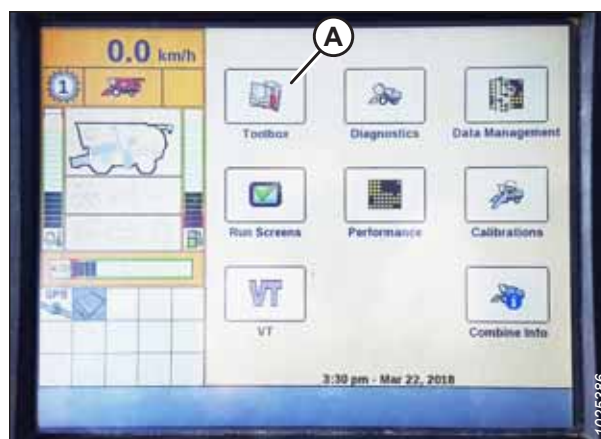 A
0.0 km/h
1
Toolbox
Diagnostics
Data Management
Run Screens
Performance
Calibrations
GPS
VT
VT
Combine Info
3:30 pm - Mar 22, 2018
1025286